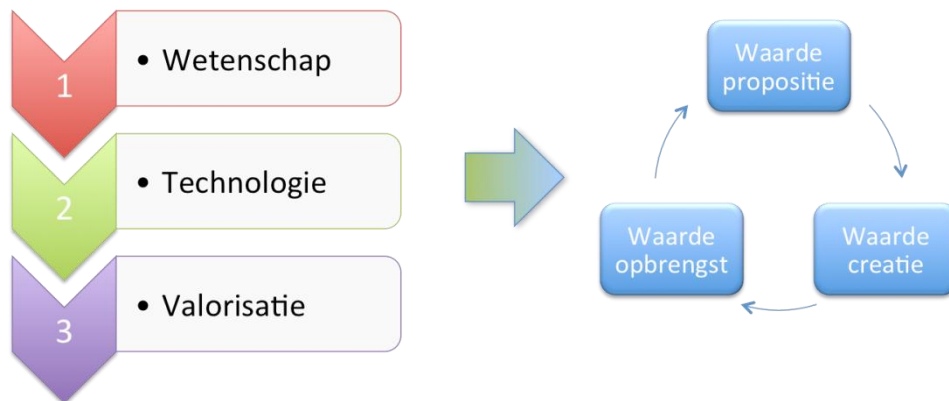 1
• Wetenschap
2
• Technologie
3
• Valorisatie
Waarde
propositie
Waarde
creatie
Waarde
opbrengst